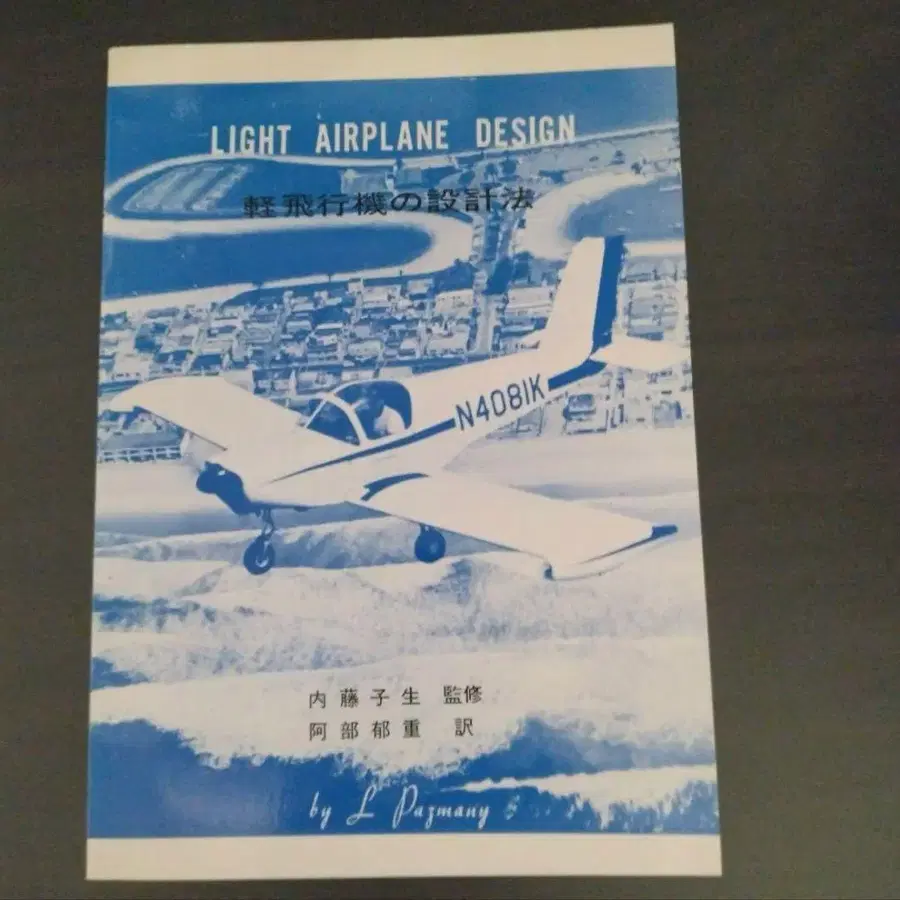 LIGHT AIRPLANE DESIGN
軽飛行機の設計法
N4081K
内藤子生 監修
阿部郁重 訳
by L Pazmany